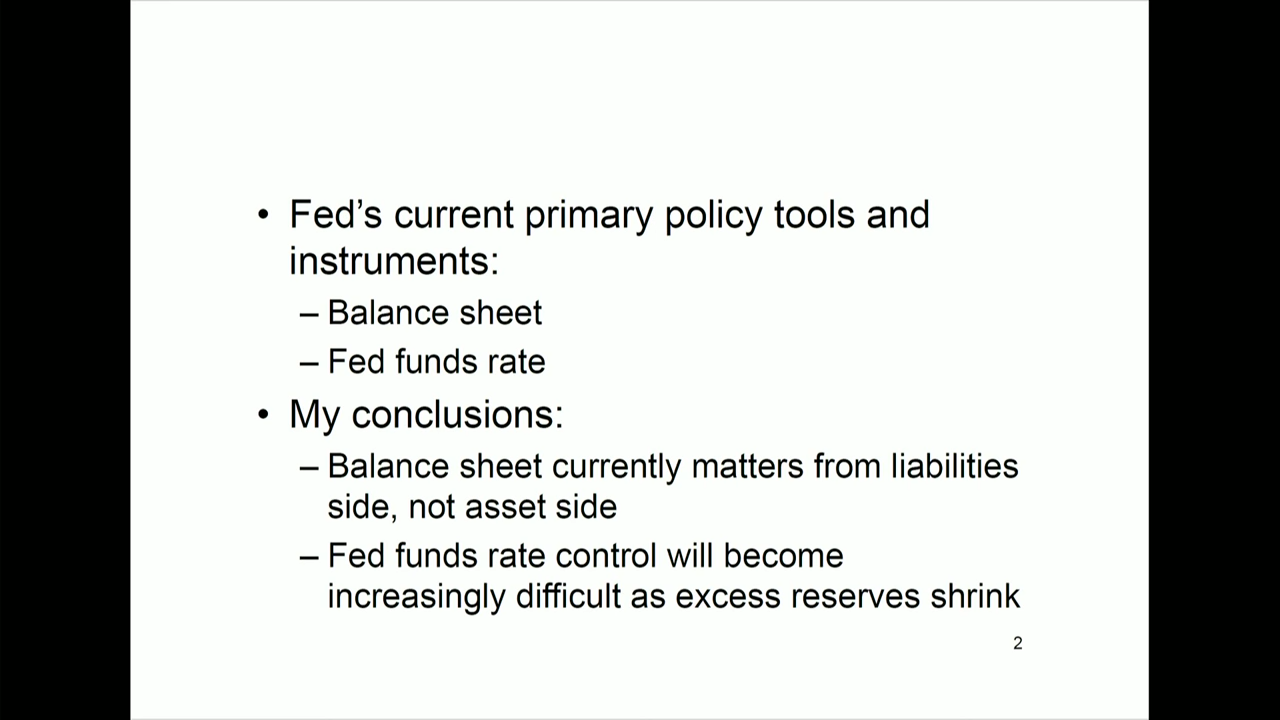 • Fed's current primary policy tools and
instruments:
– Balance sheet
– Fed funds rate
• My conclusions:
– Balance sheet currently matters from liabilities
side, not asset side
– Fed funds rate control will become
increasingly difficult as excess reserves shrink
2